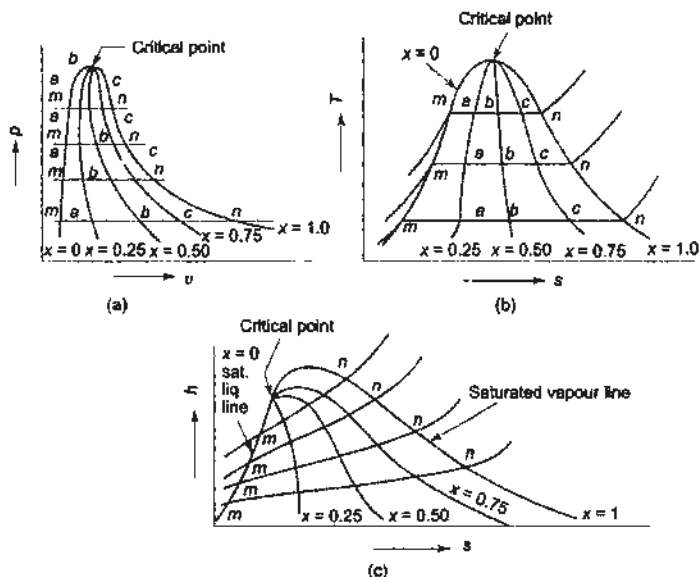 Critical point
b
a
c
m
n
a
c
m
b
n
a
c
m
b
n
m
a
b
c
n
p
x = 0 x = 0.25 x = 0.50
x = 0.75
x = 1.0
υ
(a)
Critical point
x = 0
T
m
a
b
c
n
m
a
b
c
n
m
a
b
c
n
x = 0.25 x = 0.50 x = 0.75 x = 1.0
s
(b)
Critical point
x = 0
sat.
liq
line
h
n
n
n
n
Saturated vapour line
m
m
m
m
x = 0.25
x = 0.50
x = 0.75
x = 1
s
(c)